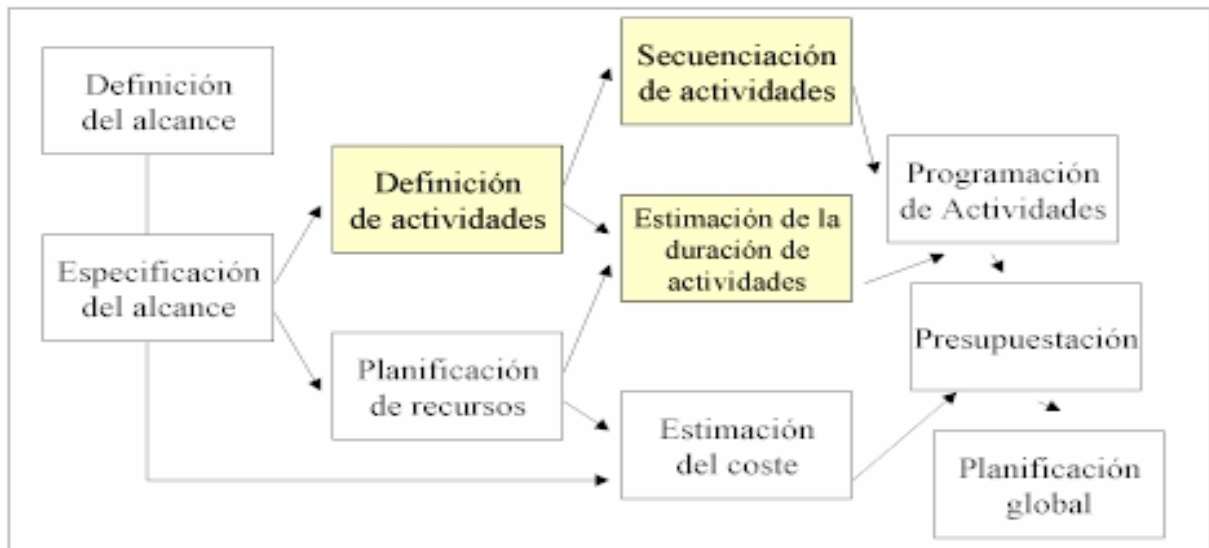 Definición
del alcance
Especificación
del alcance
Definición
de actividades
Planificación
de recursos
Secuenciación
de actividades
Estimación de la
duración de
actividades
Estimación
del coste
Programación
de Actividades
Presupuestación
Planificación
global